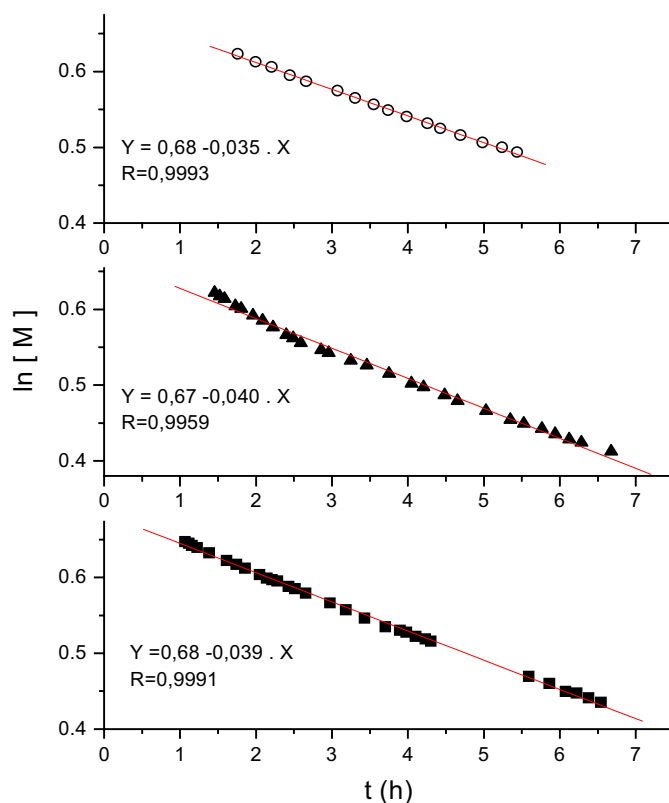 0.6
0.5
Y = 0,68 -0,035 . X
R=0,9993
0.4
0 1 2 3 4 5 6 7
ln [ M ]
0.6
0.5
Y = 0,67 -0,040 . X
R=0,9959
0.4
0 1 2 3 4 5 6 7
0.6
0.5
Y =0,68 -0,039 . X
R=0,9991
0.4
0 1 2 3 4 5 6 7
t (h)